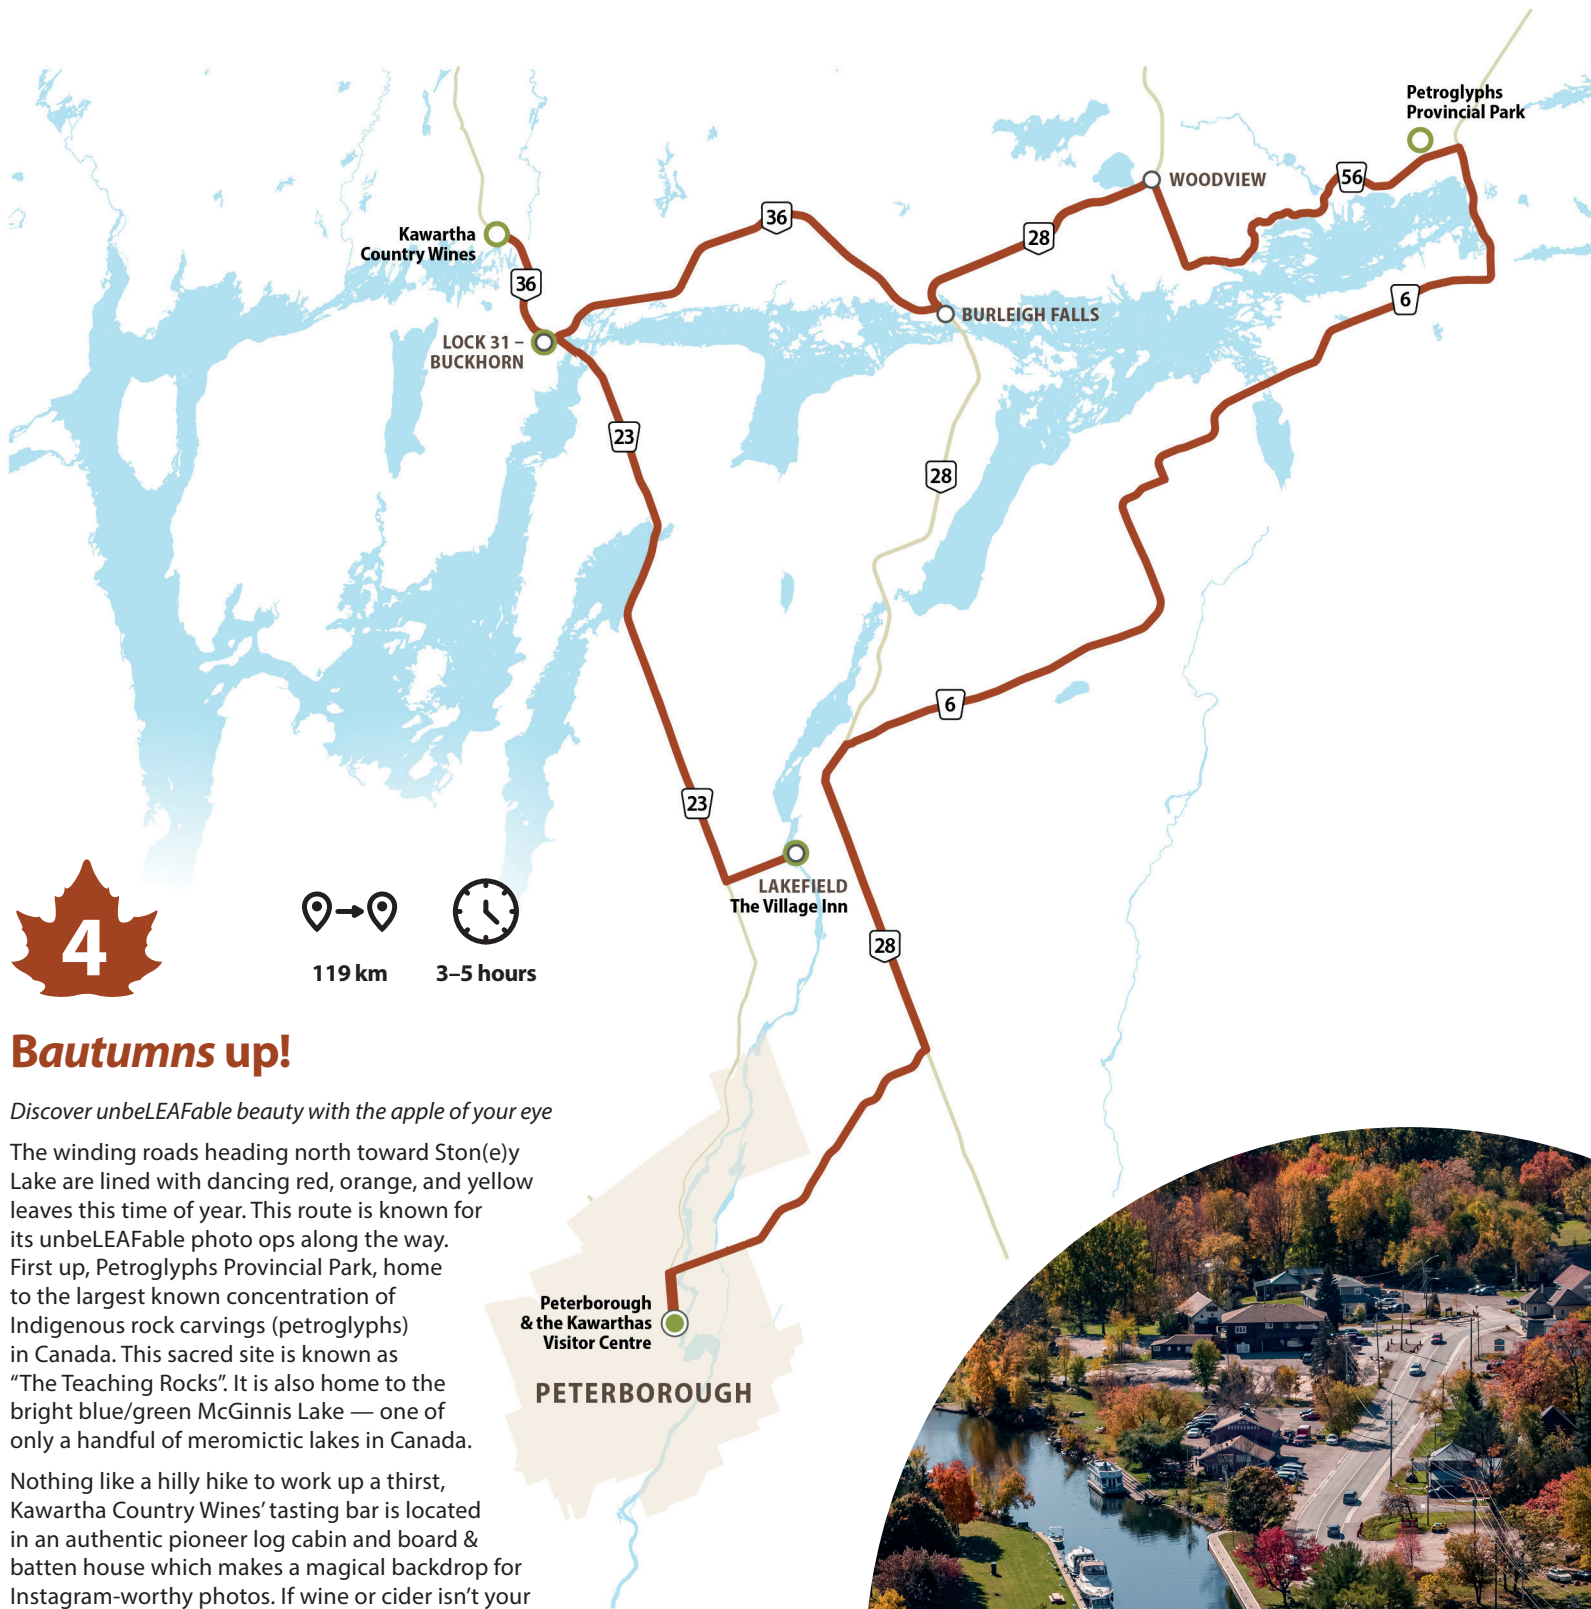 Petroglyphs
Provincial Park
WOODVIEW
56
36
28
Kawartha
Country Wines
36
6
BURLEIGH FALLS
LOCK 31 –
BUCKHORN
23
28
6
23
LAKEFIELD
The Village Inn
28
4
119 km
3–5 hours
Bautumns up!
Discover unbeLEAFable beauty with the apple of your eye
The winding roads heading north toward Ston(e)y
Lake are lined with dancing red, orange, and yellow
leaves this time of year. This route is known for
its unbeLEAFable photo ops along the way.
First up, Petroglyphs Provincial Park, home
to the largest known concentration of
Indigenous rock carvings (petroglyphs)
in Canada. This sacred site is known as
“The Teaching Rocks”. It is also home to the
bright blue/green McGinnis Lake — one of
only a handful of meromictic lakes in Canada.
Nothing like a hilly hike to work up a thirst,
Kawartha Country Wines’ tasting bar is located
in an authentic pioneer log cabin and board &
batten house which makes a magical backdrop for
Instagram-worthy photos. If wine or cider isn’t your
Peterborough
& the Kawarthas
Visitor Centre
PETERBOROUGH